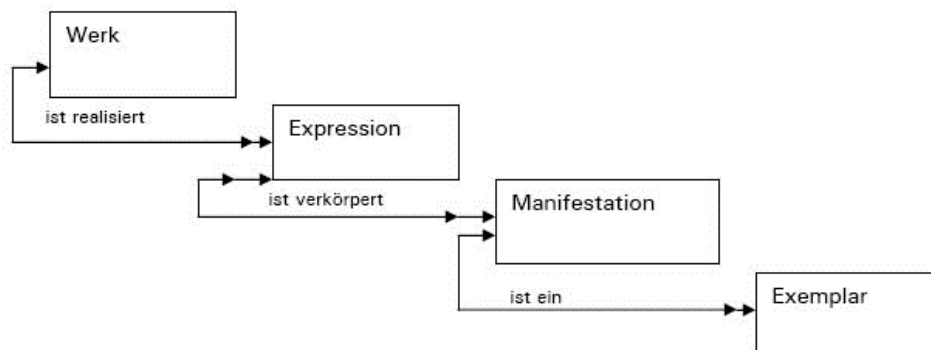 Werk
ist realisiert
Expression
ist verkörpert
Manifestation
ist ein
Exemplar